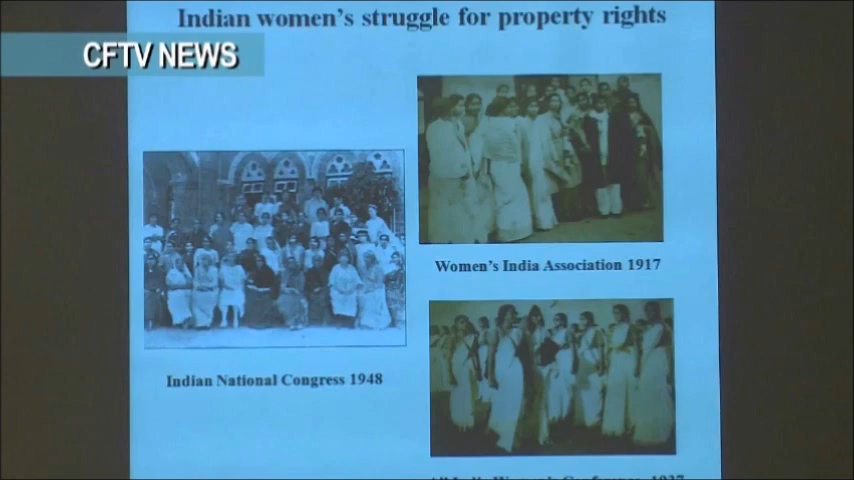 Indian women's struggle for property rights
CFTV NEWS
Women's India Association 1917
Indian National Congress 1948